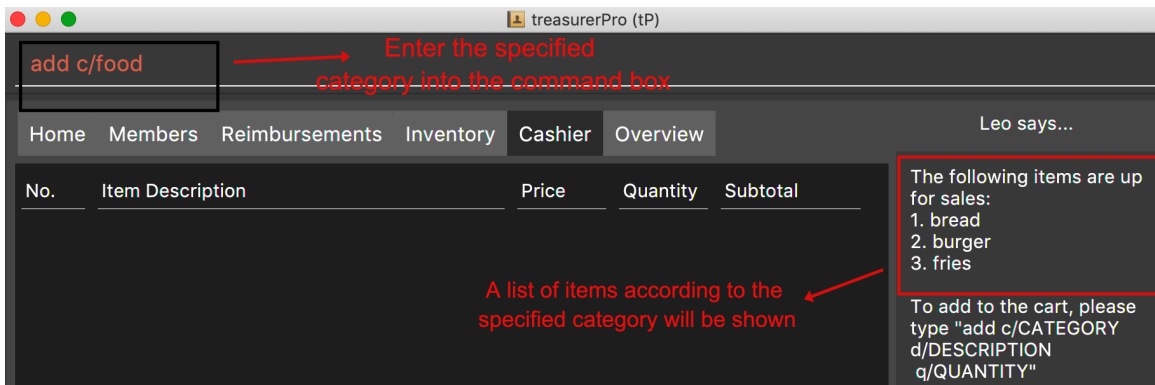 treasurerPro (tP)
add c/food
Enter the specified
category into the command box
Home Members Reimbursements Inventory Cashier Overview
Leo says...
No. Item Description Price Quantity Subtotal
The following items are up
for sales:
1. bread
2. burger
3. fries
A list of items according to the
specified category will be shown
To add to the cart, please
type "add c/CATEGORY
d/DESCRIPTION
q/QUANTITY"